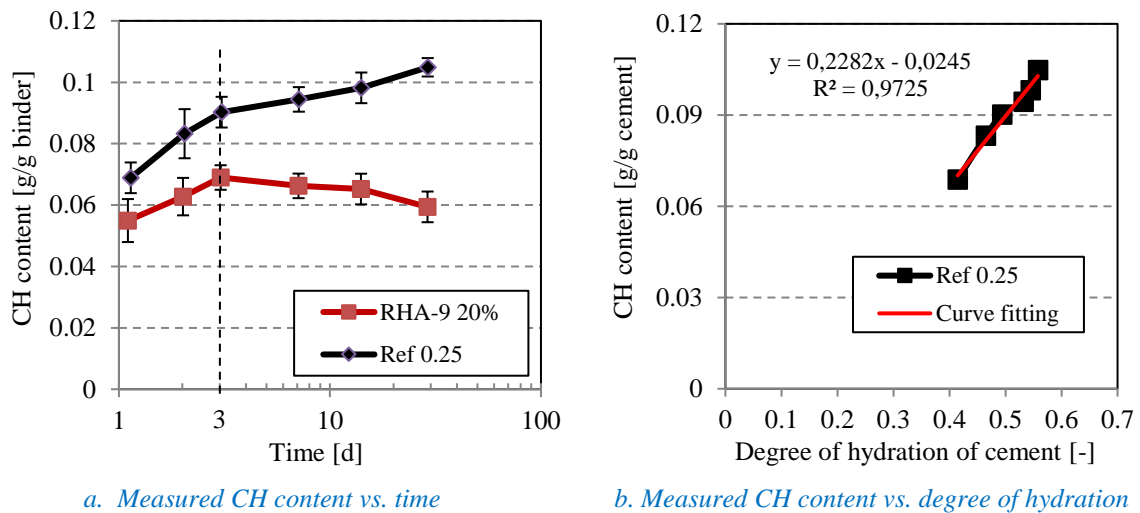 0.12
0.1
0.08
0.06
0.04
0.02
0
CH content [g/g binder]
RHA-9 20%
Ref 0.25
1
3
10
100
Time [d]
a. Measured CH content vs. time
0.12
0.09
0.06
0.03
0
CH content [g/g cement]
y = 0,2282x - 0,0245
R² = 0,9725
Ref 0.25
Curve fitting
0 0.1 0.2 0.3 0.4 0.5 0.6 0.7
Degree of hydration of cement [-]
b. Measured CH content vs. degree of hydration